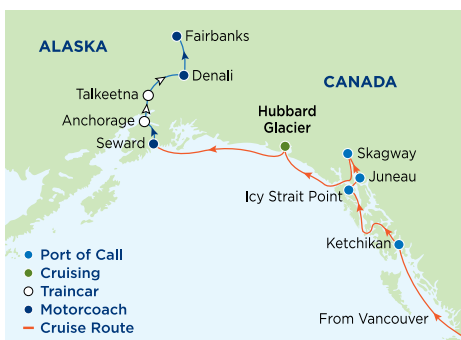 Fairbanks
ALASKA
Denali
CANADA
Talkeetna
Hubbard
Glacier
Anchorage
Seward
Skagway
Juneau
Icy Strait Point
Ketchikan
Port of Call
Cruising
Traincar
Motorcoach
Cruise Route
From Vancouver